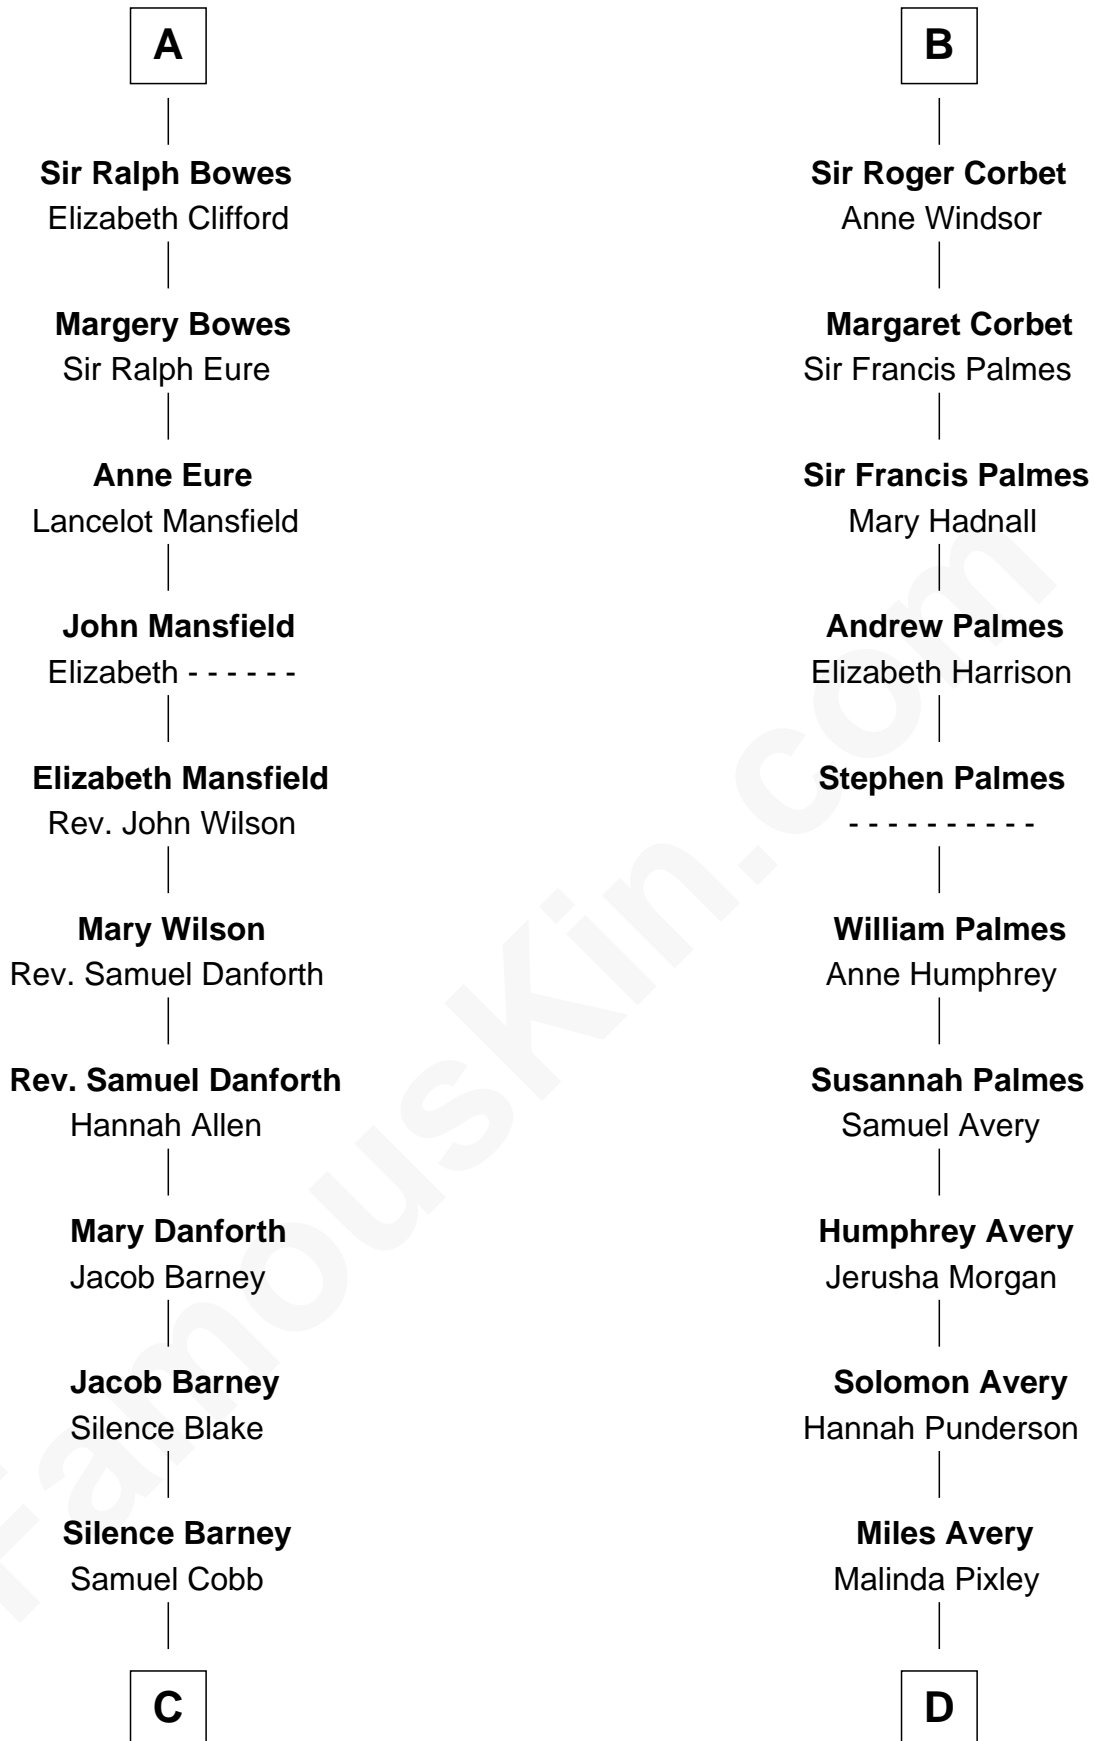 A
Sir Ralph Bowes
Elizabeth Clifford
Margery Bowes
Sir Ralph Eure
Anne Eure
Lancelot Mansfield
John Mansfield
Elizabeth - - - - - -
Elizabeth Mansfield
Rev. John Wilson
Mary Wilson
Rev. Samuel Danforth
Rev. Samuel Danforth
Hannah Allen
Mary Danforth
Jacob Barney
Jacob Barney
Silence Blake
Silence Barney
Samuel Cobb
C
B
Sir Roger Corbet
Anne Windsor
Margaret Corbet
Sir Francis Palmes
Sir Francis Palmes
Mary Hadnall
Andrew Palmes
Elizabeth Harrison
Stephen Palmes
- - - - - - - - - -
William Palmes
Anne Humphrey
Susannah Palmes
Samuel Avery
Humphrey Avery
Jerusha Morgan
Solomon Avery
Hannah Punderson
Miles Avery
Malinda Pixley
D
FamousKin.com